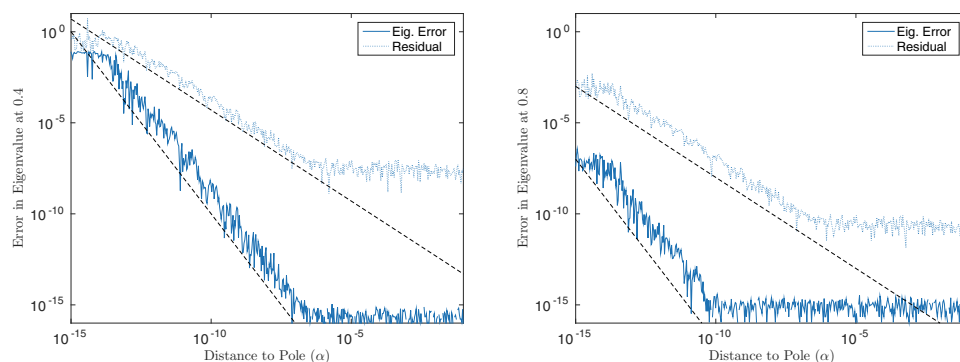 Eig. Error
Residual
10^0
10^-5
10^-10
10^-15
Error in Eigenvalue at 0.4
10^-15
10^-10
10^-5
Distance to Pole (α)
Eig. Error
Residual
10^0
10^-5
10^-10
10^-15
Error in Eigenvalue at 0.8
10^-15
10^-10
10^-5
Distance to Pole (α)